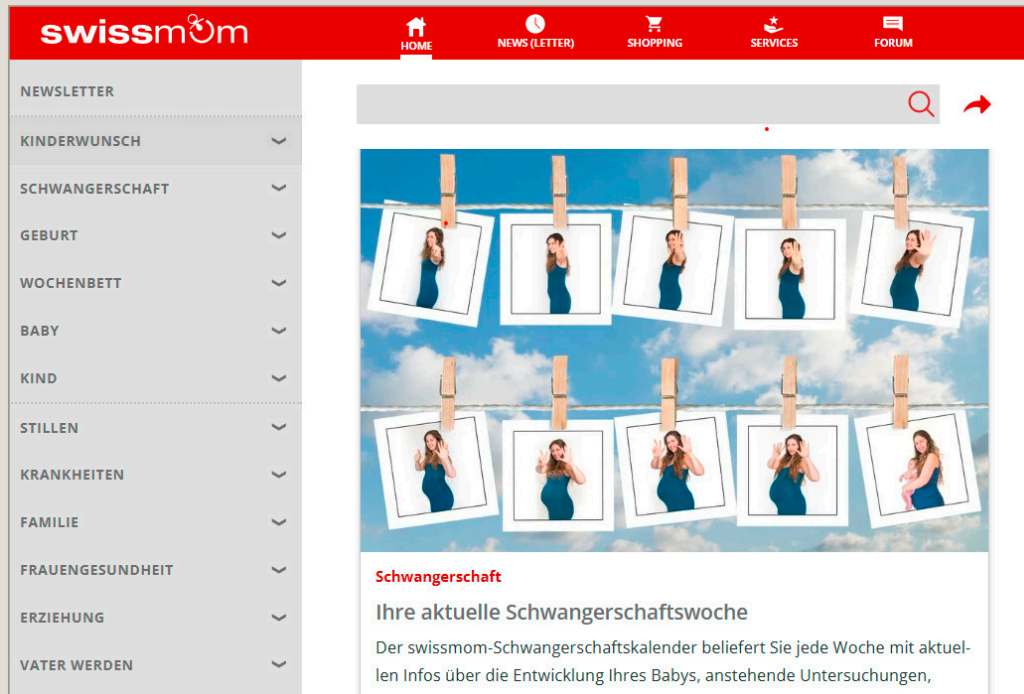 swissmom
HOME
NEWS (LETTER)
SHOPPING
SERVICES
FORUM
NEWSLETTER
KINDERWUNSCH
SCHWANGERSCHAFT
GEBURT
WOCHENBETT
BABY
KIND
STILLEN
KRANKHEITEN
FAMILIE
FRAUENGESUNDHEIT
ERZIEHUNG
VATER WERDEN
Schwangerschaft
Ihre aktuelle Schwangerschaftswoche
Der swissmom-Schwangerschaftskalender beliefert Sie jede Woche mit aktuel-
len Infos über die Entwicklung Ihres Babys, anstehende Untersuchungen,